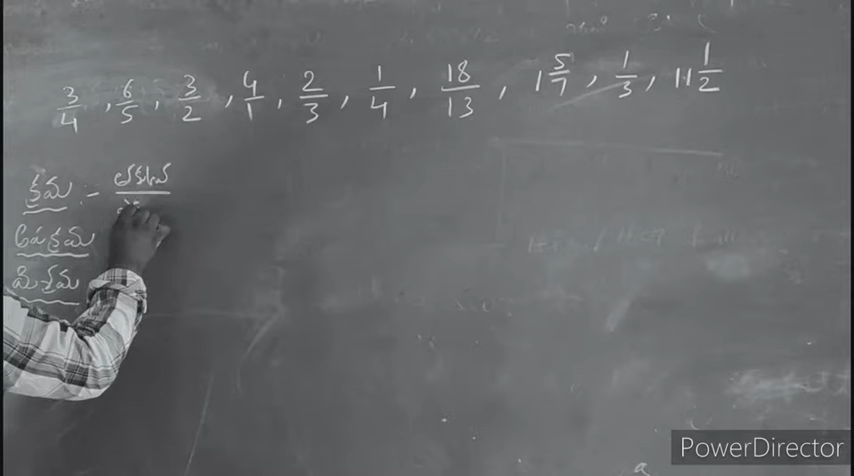 3/4, 6/5, 3/2, 4/1, 2/3, 1/4, 18/13, 1 5/7, 1/3, 11 1/2
క్రమ :- లవము
అపక్రమ
మిశ్రమ
PowerDirector